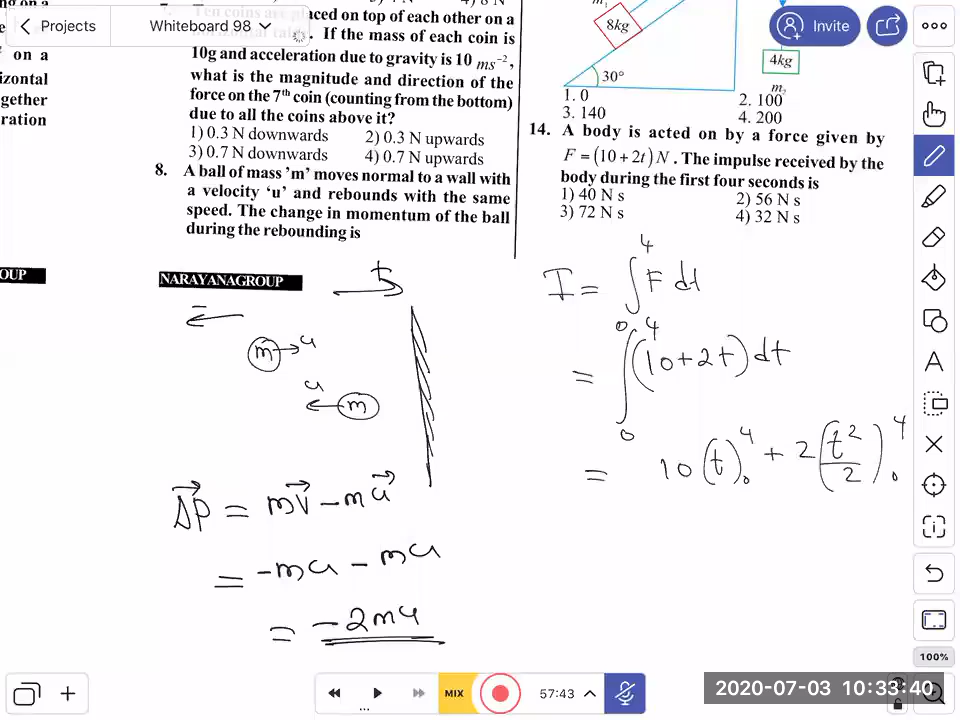 Projects
Whiteboard 98
Invite
on a
izontal
gether
ration
OUP
7. Ten coins are placed on top of each other on a
horizontal table. If the mass of each coin is
10g and acceleration due to gravity is 10 ms⁻²,
what is the magnitude and direction of the
force on the 7th coin (counting from the bottom)
due to all the coins above it?
1) 0.3 N downwards 2) 0.3 N upwards
3) 0.7 N downwards 4) 0.7 N upwards
8. A ball of mass 'm' moves normal to a wall with
a velocity 'u' and rebounds with the same
speed. The change in momentum of the ball
during the rebounding is
NARAYANAGROUP
+
−
m → u
u ← m
ΔP⃗ = mv⃗ − mu⃗
= −mu − mu
= −2mu
m₁
8kg
30°
4kg
m₂
1. 0 2. 100
3. 140 4. 200
14. A body is acted on by a force given by
F = (10 + 2t) N . The impulse received by the
body during the first four seconds is
1) 40 N s 2) 56 N s
3) 72 N s 4) 32 N s
I = ∫₀⁴ F dt
= ∫₀⁴ (10+2t) dt
= 10 (t)₀⁴ + 2 (t²/2)₀⁴
100%
MIX
57:43
2020-07-03 10:33:40